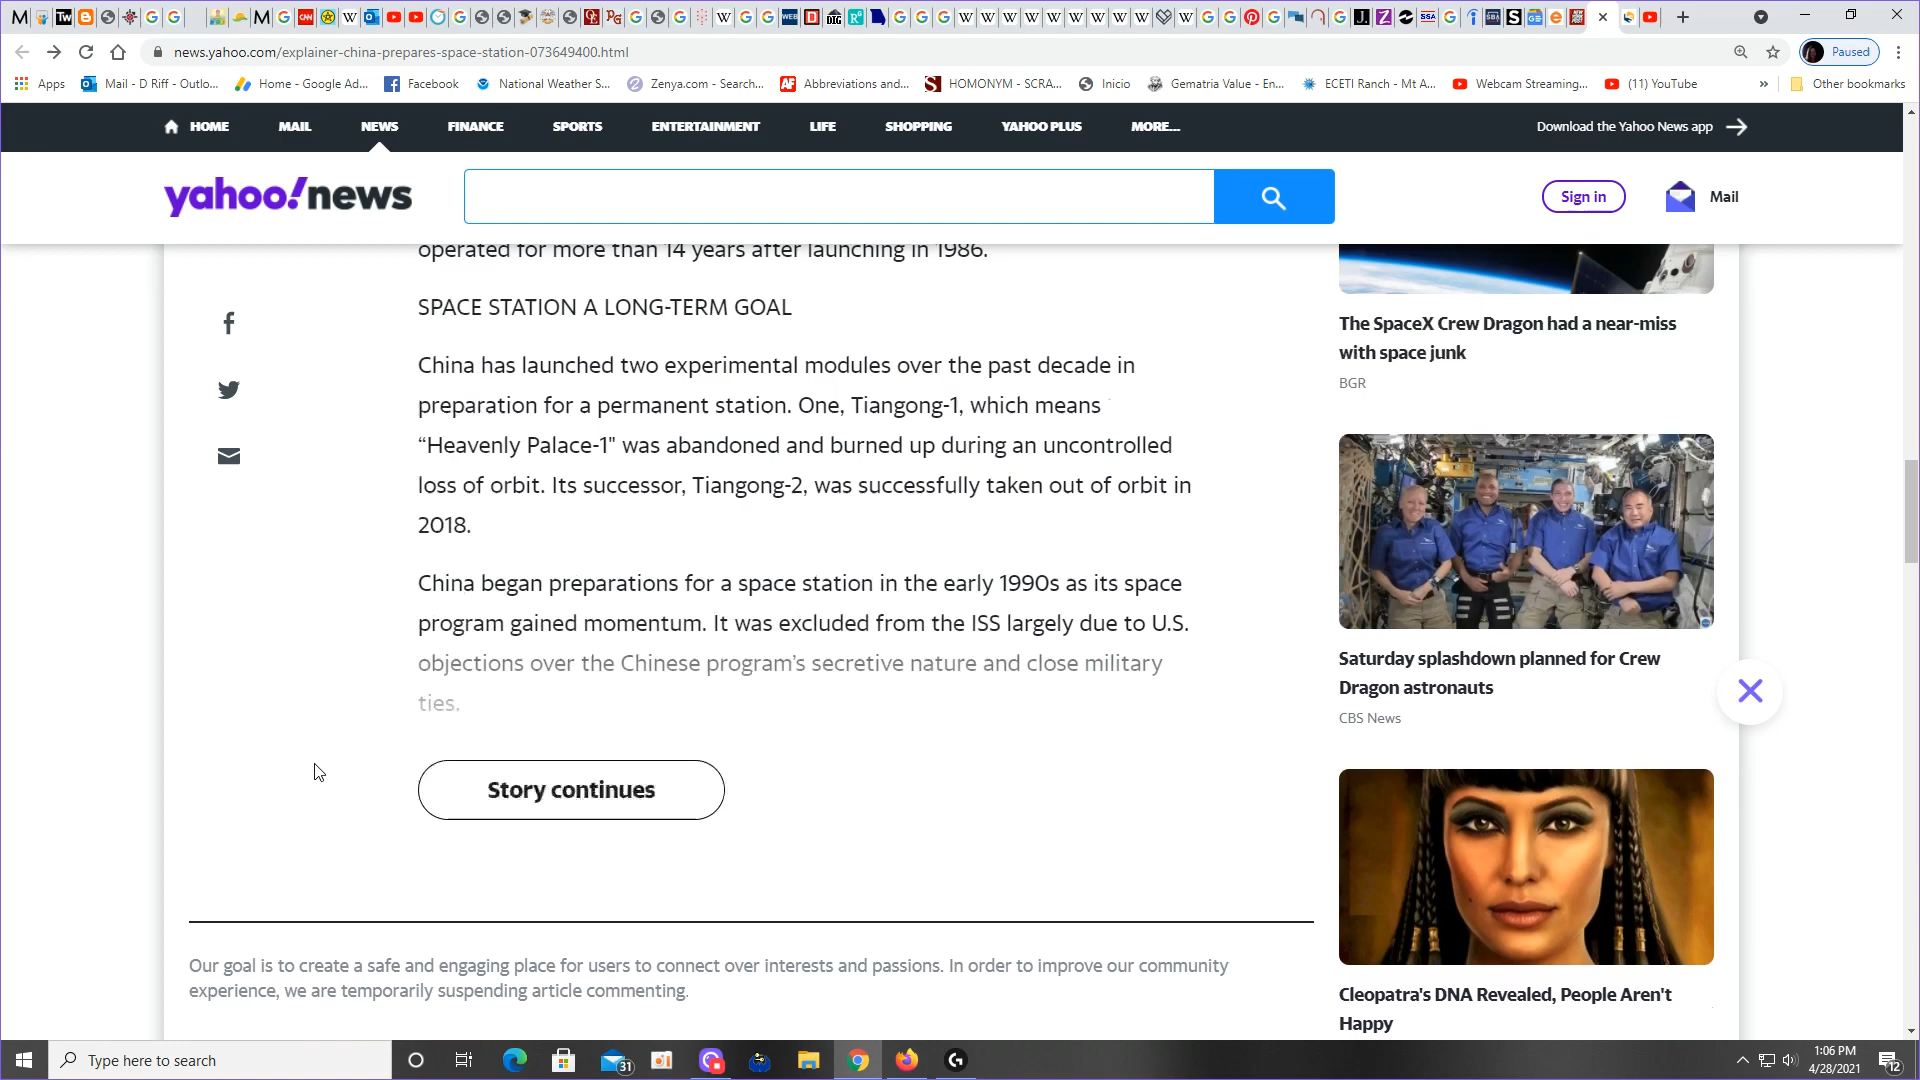 news.yahoo.com/explainer-china-prepares-space-station-073649400.html
Paused
Apps
Mail - D Riff - Outlo...
Home - Google Ad...
Facebook
National Weather S...
Zenya.com - Search...
Abbreviations and...
HOMONYM - SCRA...
Inicio
Gematria Value - En...
ECETI Ranch - Mt A...
Webcam Streaming...
(11) YouTube
»
Other bookmarks
HOME
MAIL
NEWS
FINANCE
SPORTS
ENTERTAINMENT
LIFE
SHOPPING
YAHOO PLUS
MORE...
Download the Yahoo News app
yahoo!news
Sign in
Mail
operated for more than 14 years after launching in 1986.
SPACE STATION A LONG-TERM GOAL
China has launched two experimental modules over the past decade in
preparation for a permanent station. One, Tiangong-1, which means
“Heavenly Palace-1" was abandoned and burned up during an uncontrolled
loss of orbit. Its successor, Tiangong-2, was successfully taken out of orbit in
2018.
China began preparations for a space station in the early 1990s as its space
program gained momentum. It was excluded from the ISS largely due to U.S.
objections over the Chinese program’s secretive nature and close military
ties.
Story continues
The SpaceX Crew Dragon had a near-miss
with space junk
BGR
Saturday splashdown planned for Crew
Dragon astronauts
CBS News
Cleopatra's DNA Revealed, People Aren't
Happy
Our goal is to create a safe and engaging place for users to connect over interests and passions. In order to improve our community
experience, we are temporarily suspending article commenting.
Type here to search
31
1:06 PM
4/28/2021
12